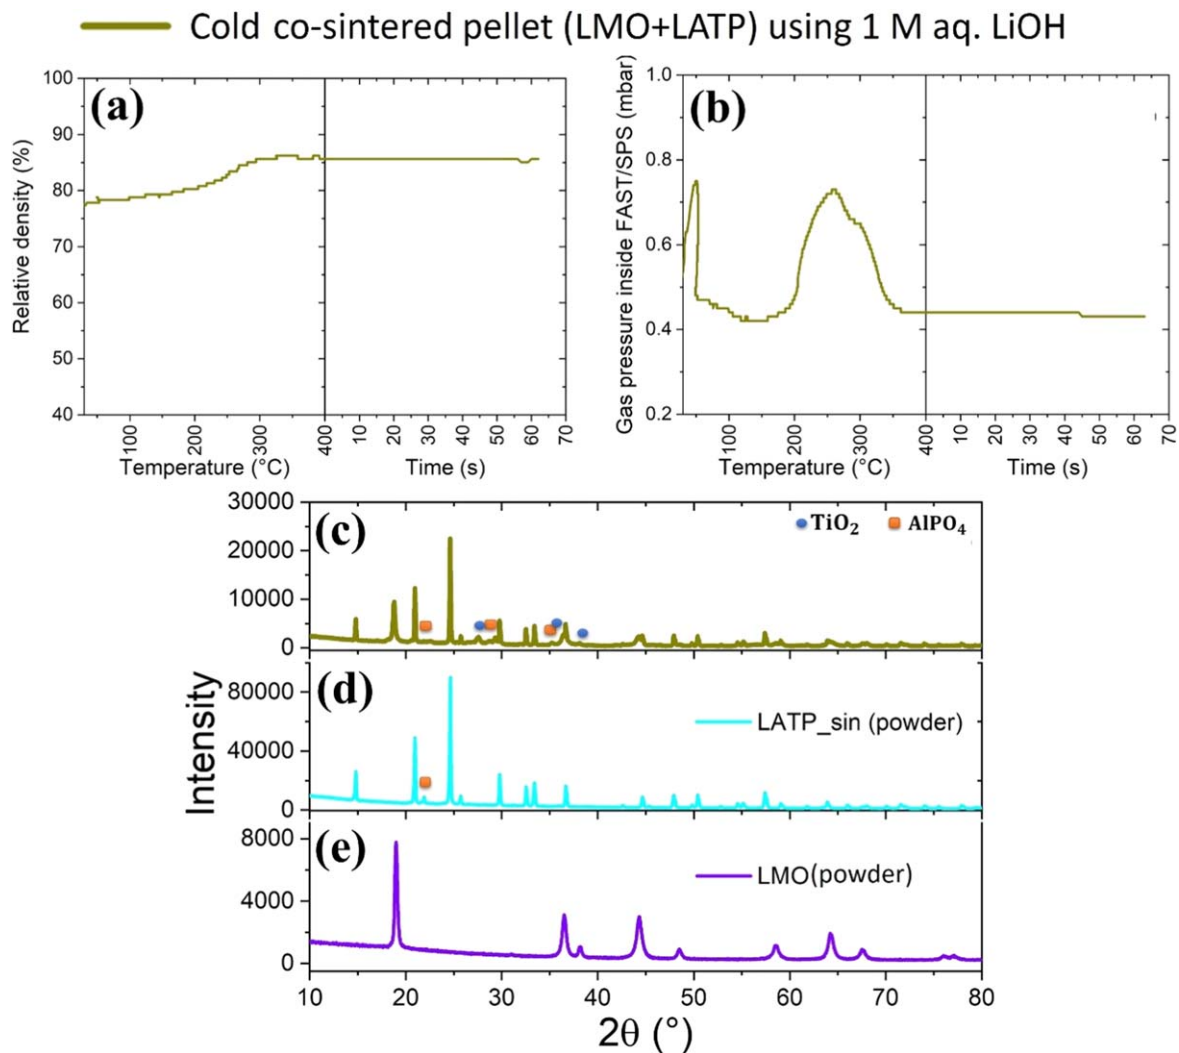 Cold co-sintered pellet (LMO+LATP) using 1 M aq. LiOH
(a)
Relative density (%)
100
90
80
70
60
50
40
100
200
300
400
10
20
30
40
50
60
70
Temperature (°C)
Time (s)
(b)
Gas pressure inside FAST/SPS (mbar)
1.0
0.8
0.6
0.4
0.2
100
200
300
400
10
20
30
40
50
60
70
Temperature (°C)
Time (s)
Intensity
(c)
TiO₂
AlPO₄
30000
20000
10000
0
(d)
LATP_sin (powder)
80000
40000
0
(e)
LMO(powder)
8000
4000
0
10
20
30
40
50
60
70
80
2θ (°)